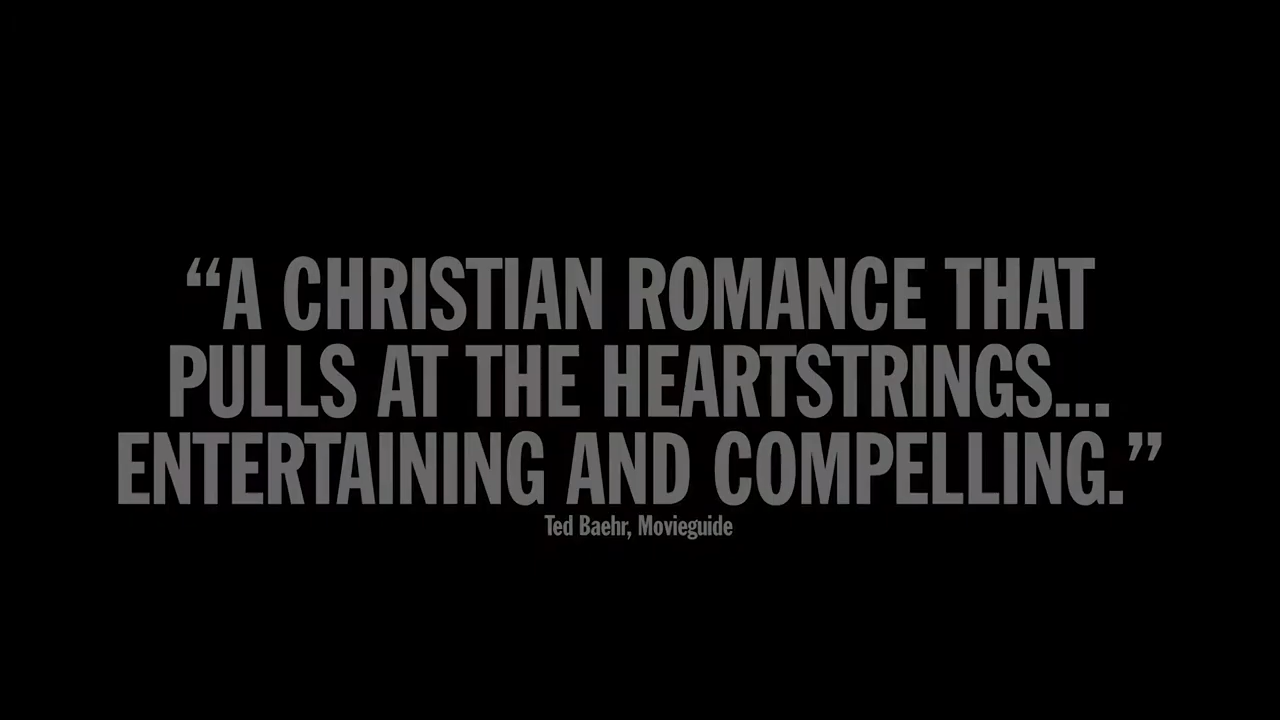 “A CHRISTIAN ROMANCE THAT
PULLS AT THE HEARTSTRINGS...
ENTERTAINING AND COMPELLING.”
Ted Baehr, Movieguide